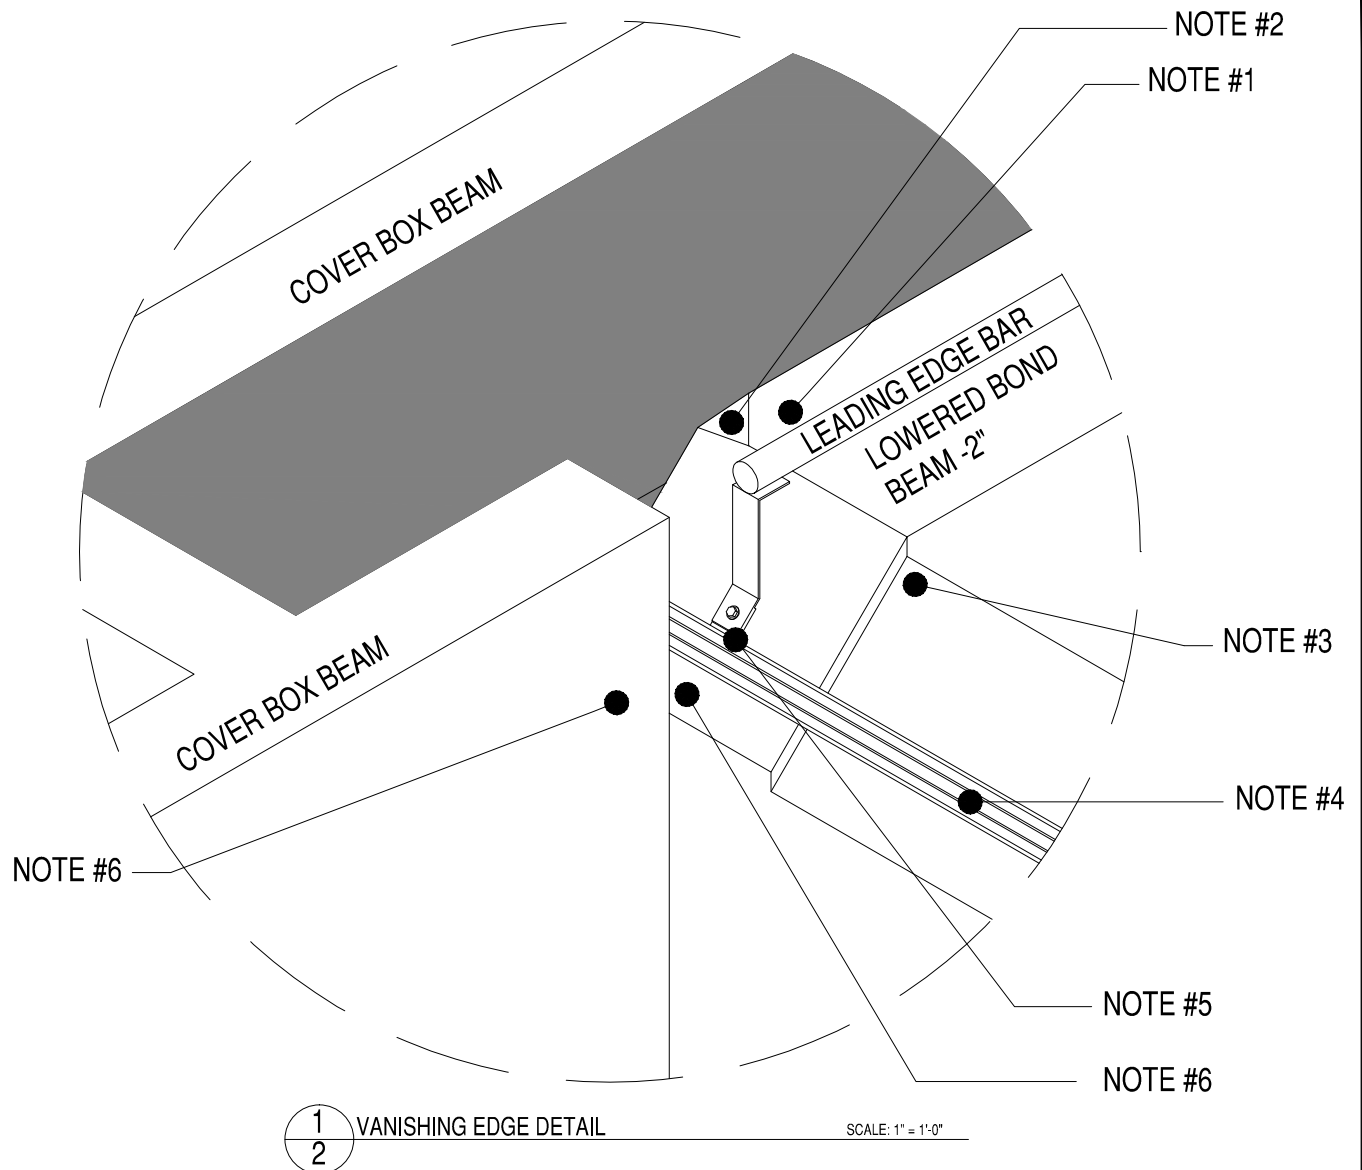 NOTE #2
NOTE #1
COVER BOX BEAM
LEADING EDGE BAR
LOWERED BOND
BEAM -2"
NOTE #3
COVER BOX BEAM
NOTE #4
NOTE #6
NOTE #5
NOTE #6
1
2
VANISHING EDGE DETAIL
SCALE: 1" = 1'-0"